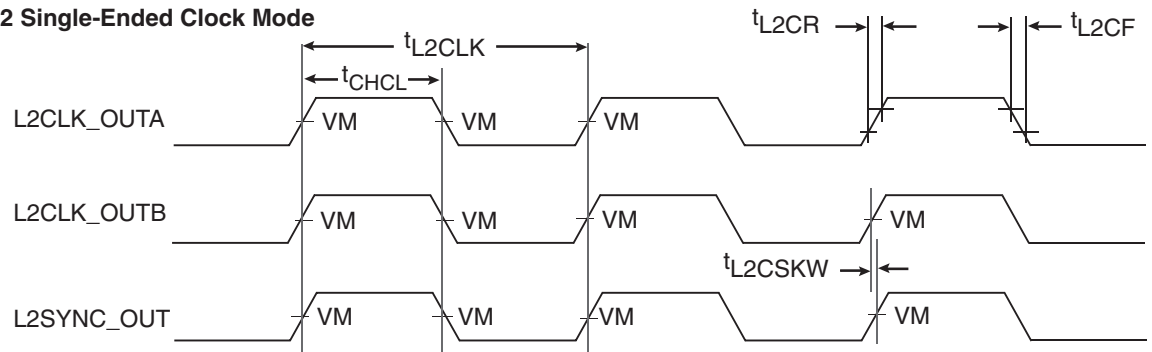 2 Single-Ended Clock Mode
tL2CLK
tL2CR
tL2CF
tCHCL
L2CLK_OUTA
VM
VM
VM
L2CLK_OUTB
VM
VM
VM
VM
tL2CSKW
L2SYNC_OUT
VM
VM
VM
VM